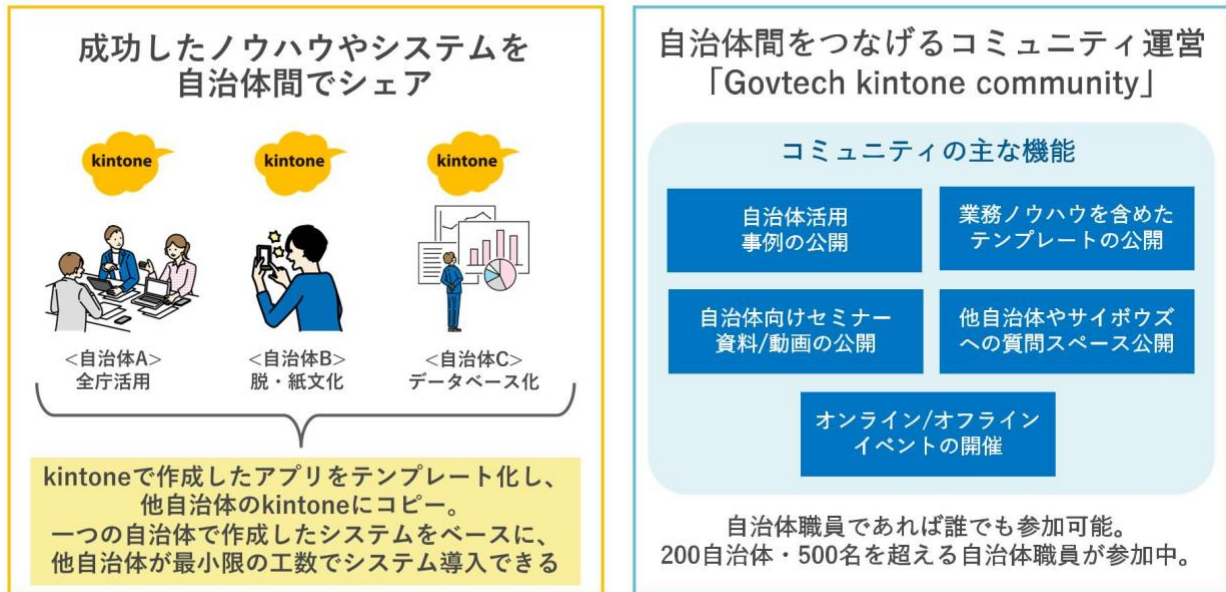 成功したノウハウやシステムを
自治体間でシェア
kintone
kintone
kintone
<自治体A>
全庁活用
<自治体B>
脱・紙文化
<自治体C>
データベース化
kintoneで作成したアプリをテンプレート化し、
他自治体のkintoneにコピー。
一つの自治体で作成したシステムをベースに、
他自治体が最小限の工数でシステム導入できる
自治体間をつなげるコミュニティ運営
「Govtech kintone community」
コミュニティの主な機能
自治体活用
事例の公開
業務ノウハウを含めた
テンプレートの公開
自治体向けセミナー
資料/動画の公開
他自治体やサイボウズ
への質問スペース公開
オンライン/オフライン
イベントの開催
自治体職員であれば誰でも参加可能。
200自治体・500名を超える自治体職員が参加中。